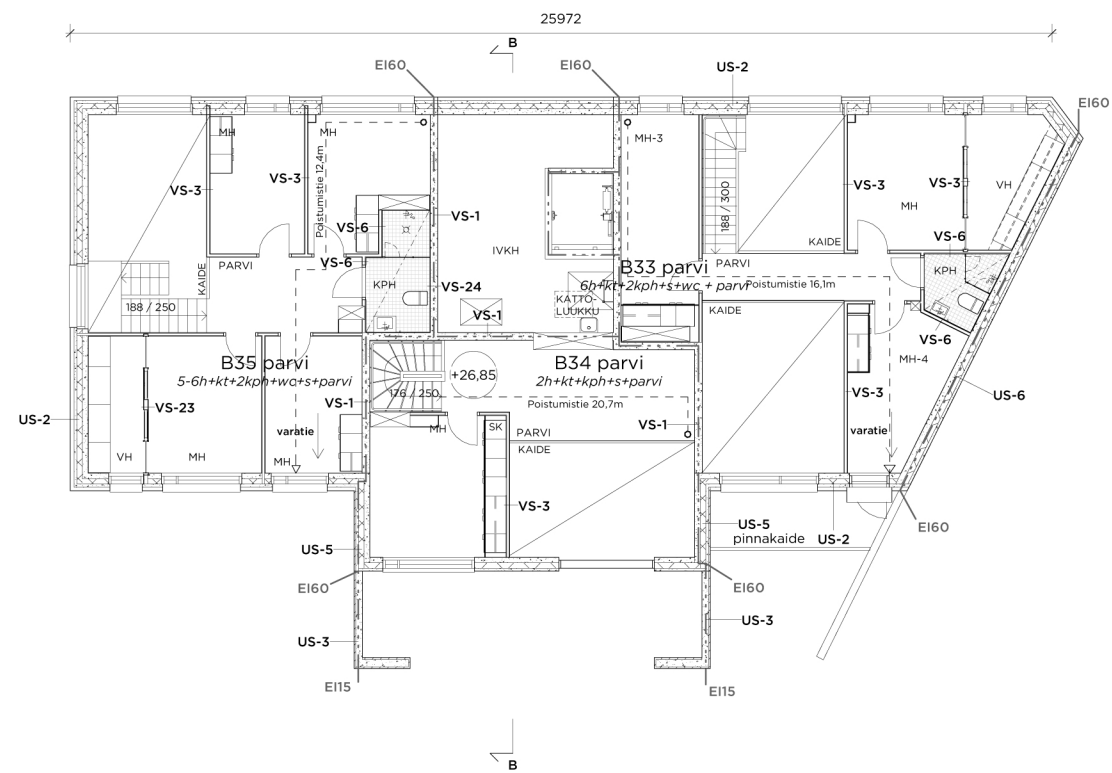 25972
B
EI60
EI60
US-2
EI60
MH
MH
MH-3
VS-3
VS-3
Poistumistie 12,4m
VS-6
VS-1
IVKH
188 / 300
VS-3
VS-3
VH
MH
VS-6
KAIDE
PARVI
VS-6
KAIDE
PARVI
B33 parvi
6h+kt+2kph+s+wc + parvi
Poistumistie 16,1m
KPH
KPH
VS-24
188 / 250
KATTO-
LUUKKU
VS-1
KAIDE
VS-6
B35 parvi
5-6h+kt+2kph+wc+s+parvi
+26,85
B34 parvi
2h+kt+kph+s+parvi
MH-4
176 / 250
VS-23
VS-1
Poistumistie 20,7m
VS-3
US-6
US-2
varatie
MH
SK
PARVI
VS-1
varatie
KAIDE
VH
MH
MH
VS-3
US-5
pinnakaide
US-2
EI60
US-5
EI60
EI60
US-3
US-3
EI15
EI15
B